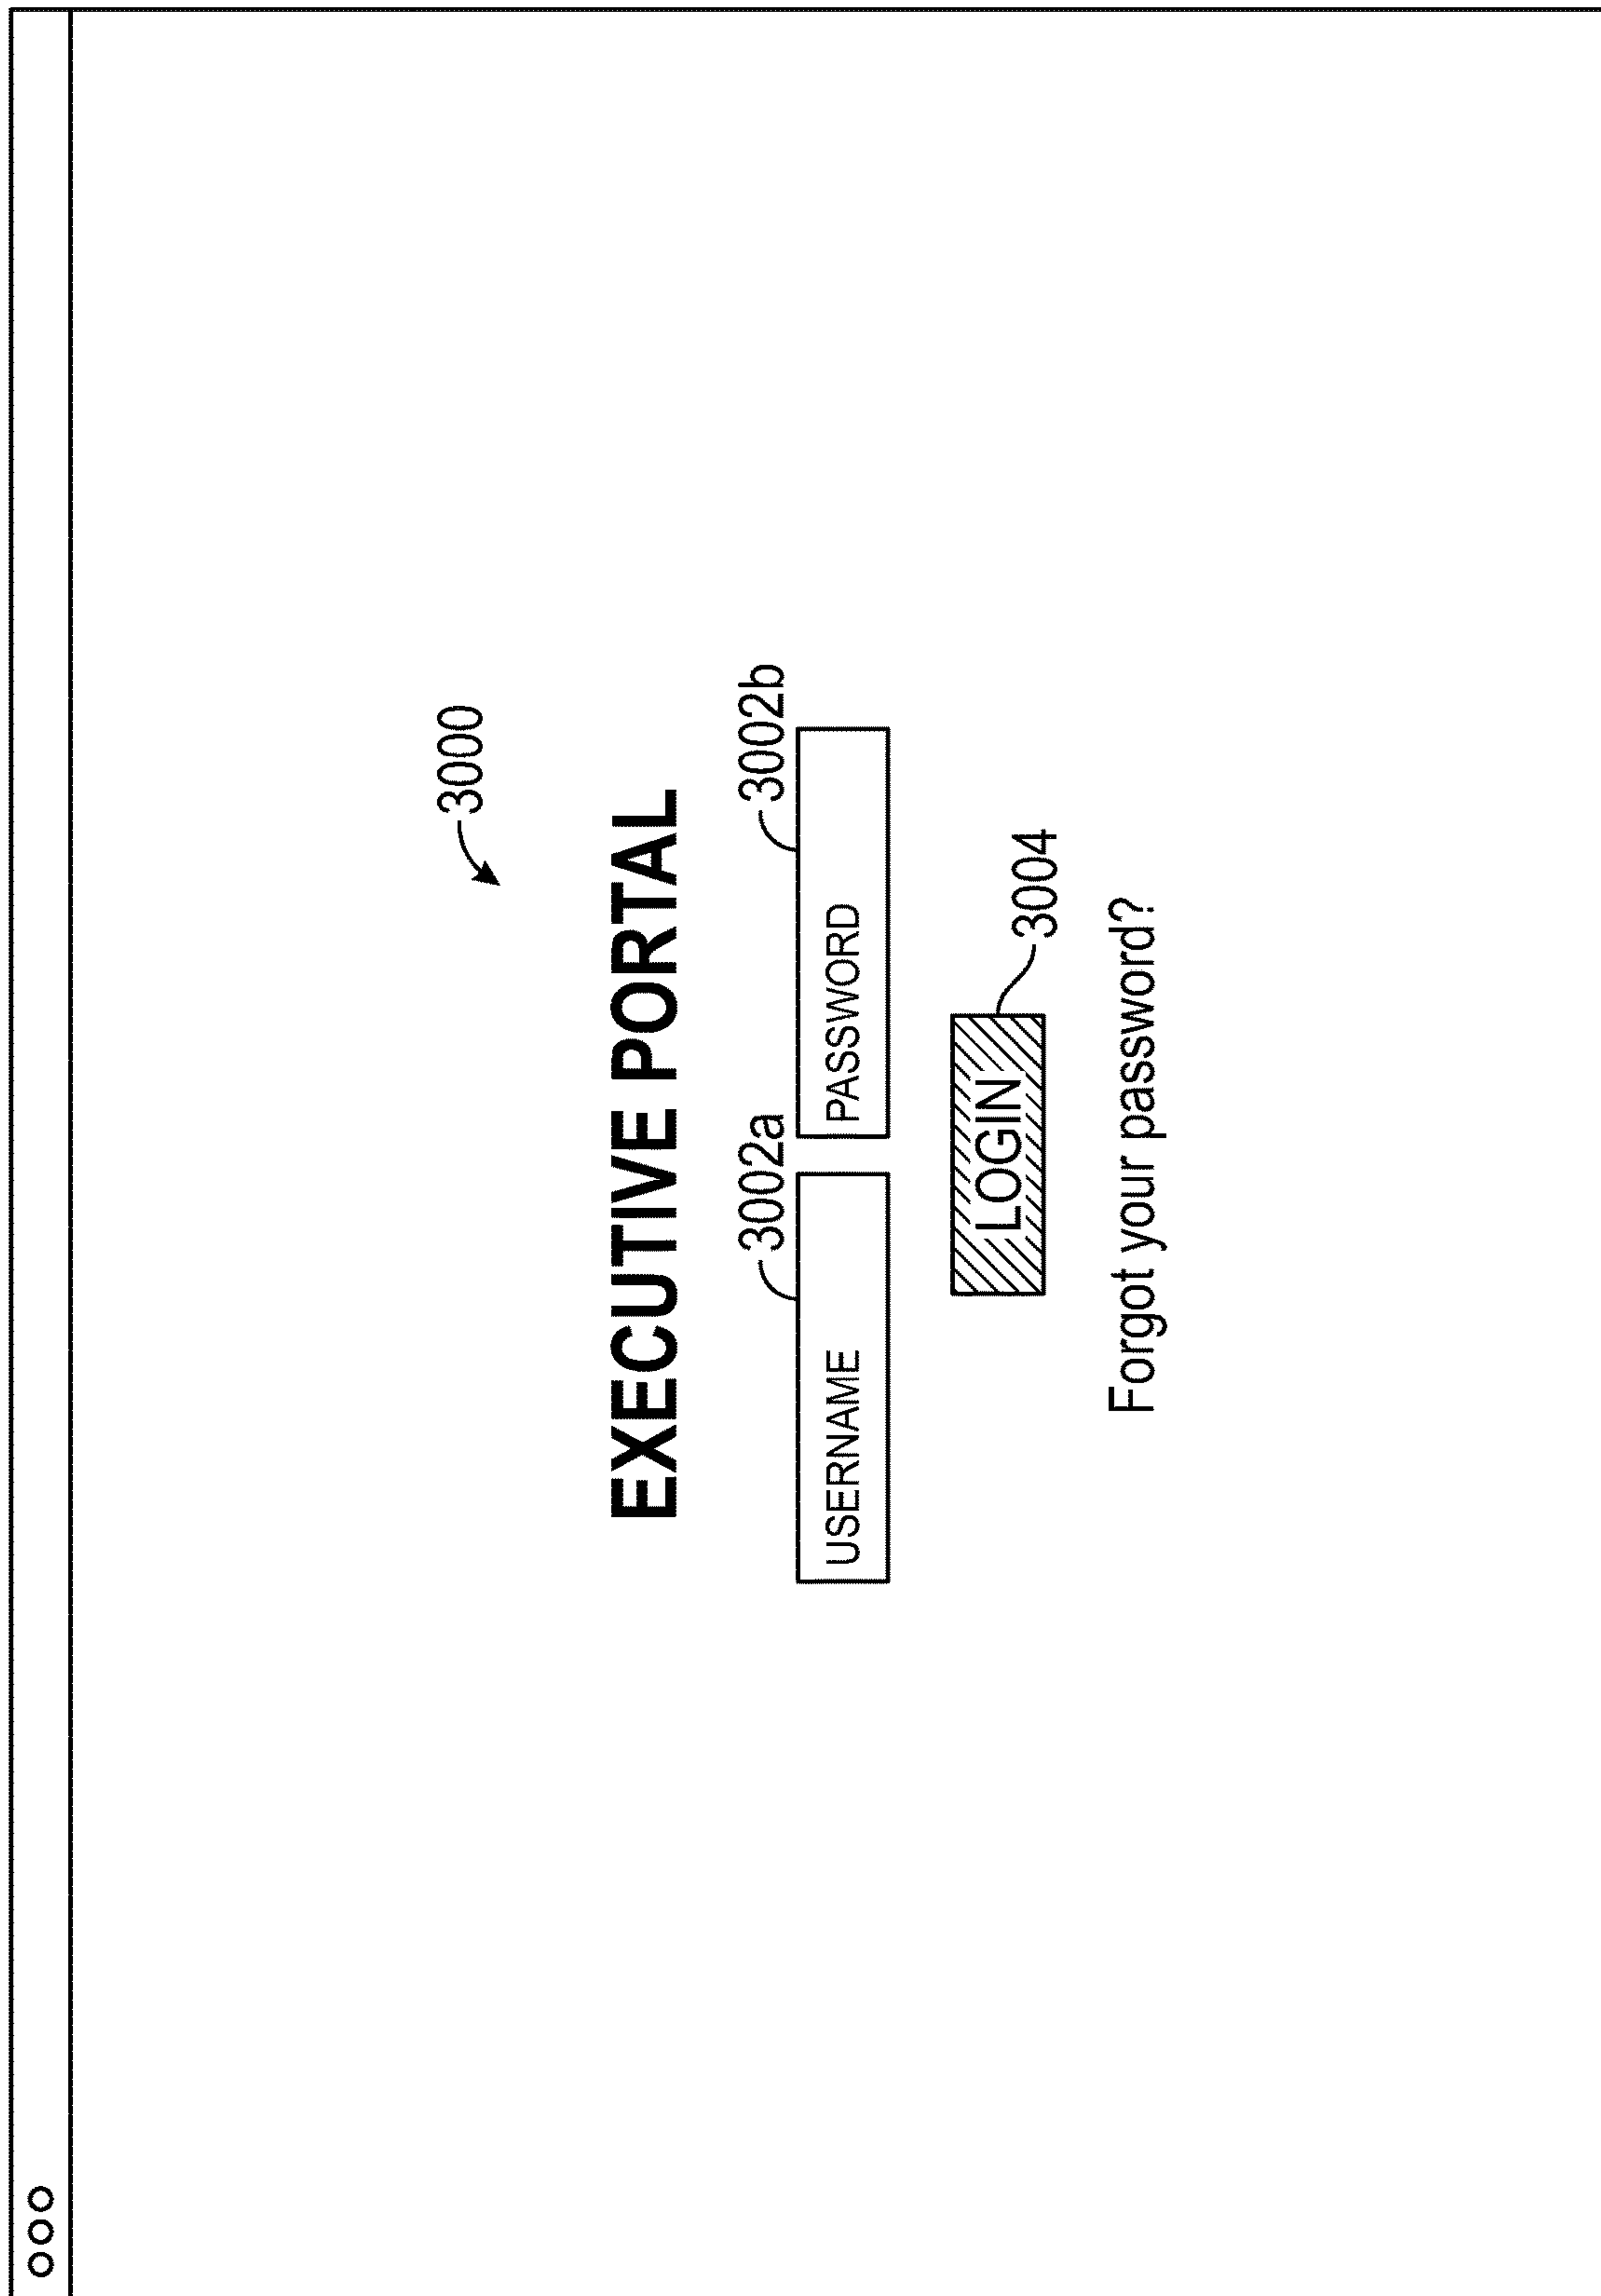 3000
EXECUTIVE PORTAL
3002a 3002b
USERNAME PASSWORD
LOGIN
3004
Forgot your password?